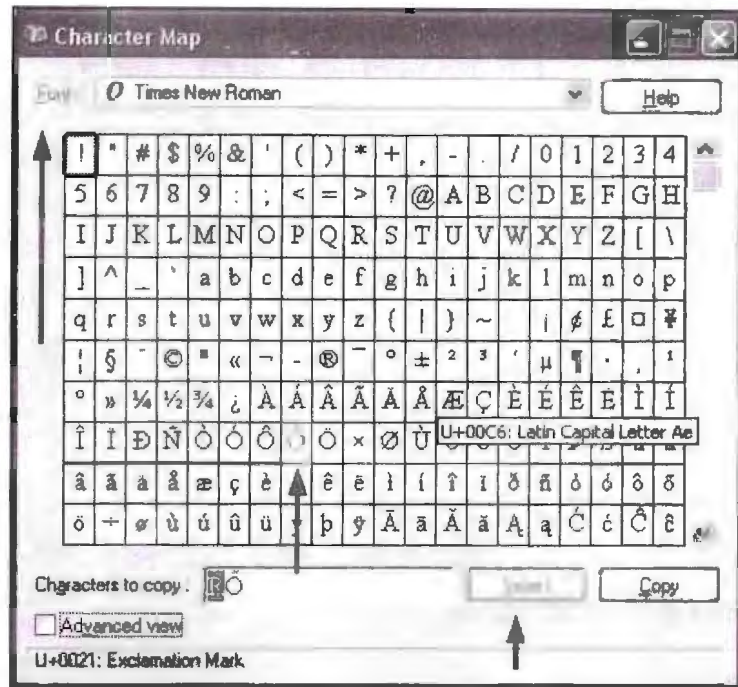 Character Map
Font : Times New Roman
Help
! " # $ % & ' ( ) * + , - . / 0 1 2 3 4
5 6 7 8 9 : ; < = > ? @ A B C D E F G H
I J K L M N O P Q R S T U V W X Y Z [ \
] ^ _ ` a b c d e f g h i j k l m n o p
q r s t u v w x y z { | } ~ ¡ ¢ £ ¤ ¥
¦ § ¨ © ª « ¬ - ® ¯ ° ± ² ³ ´ µ ¶ · ¸ ¹
º » ¼ ½ ¾ ¿ À Á Â Ã Ä Å Æ Ç È É Ê Ë Ì Í
Î Ï Ð Ñ Ò Ó Ô Ö × Ø Ù
U+00C6: Latin Capital Letter Ae
â ã ä å æ ç è ê ë ì í î ï ð ñ ò ó ô õ
ö ÷ ø ù ú û ü þ ÿ Ā ā Ă ă Ą ą Ć ć Ĉ ĉ
Characters to copy : Ö
Select
Copy
Advanced view
U+0021: Exclamation Mark